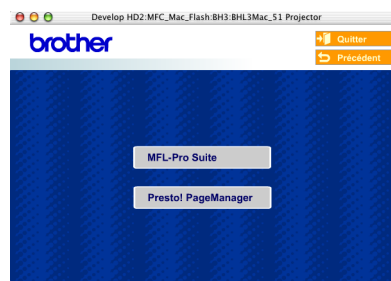 Develop HD2:MFC_Mac_Flash:BH3:BHL3Mac_51 Projector
brother
Quitter
Précédent
MFL-Pro Suite
Presto! PageManager